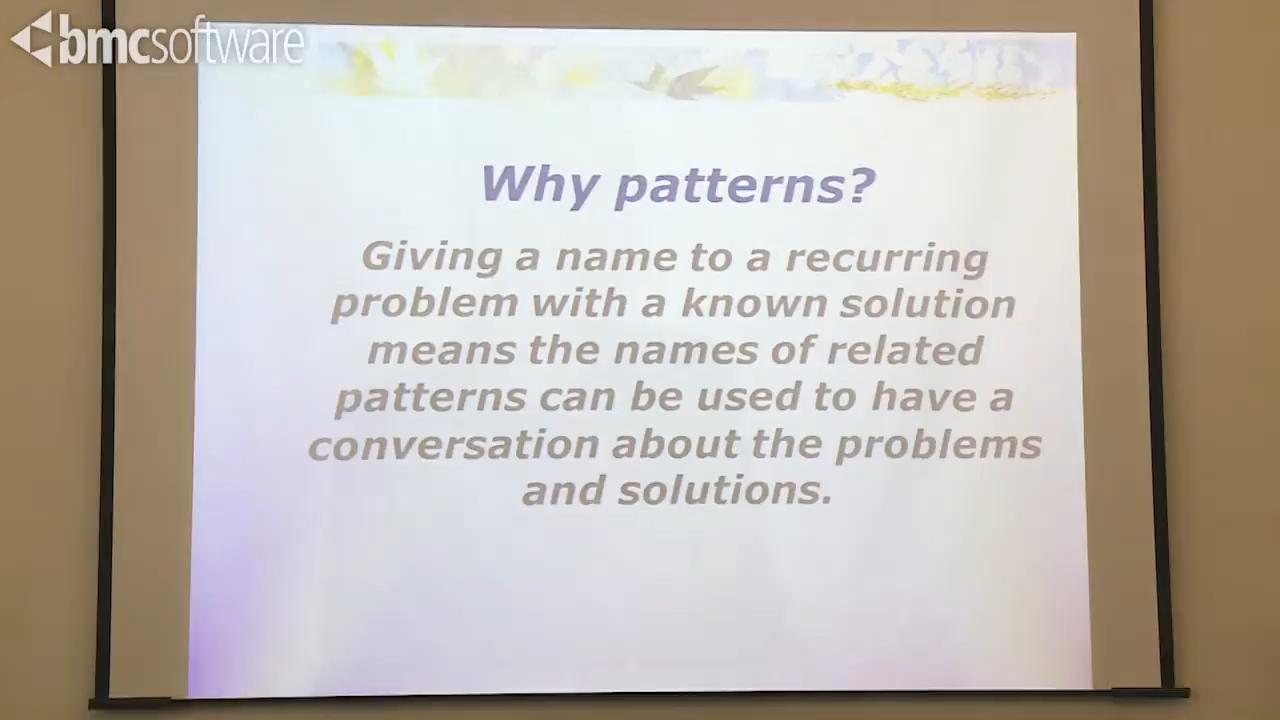 bmcsoftware
Why patterns?
Giving a name to a recurring
problem with a known solution
means the names of related
patterns can be used to have a
conversation about the problems
and solutions.